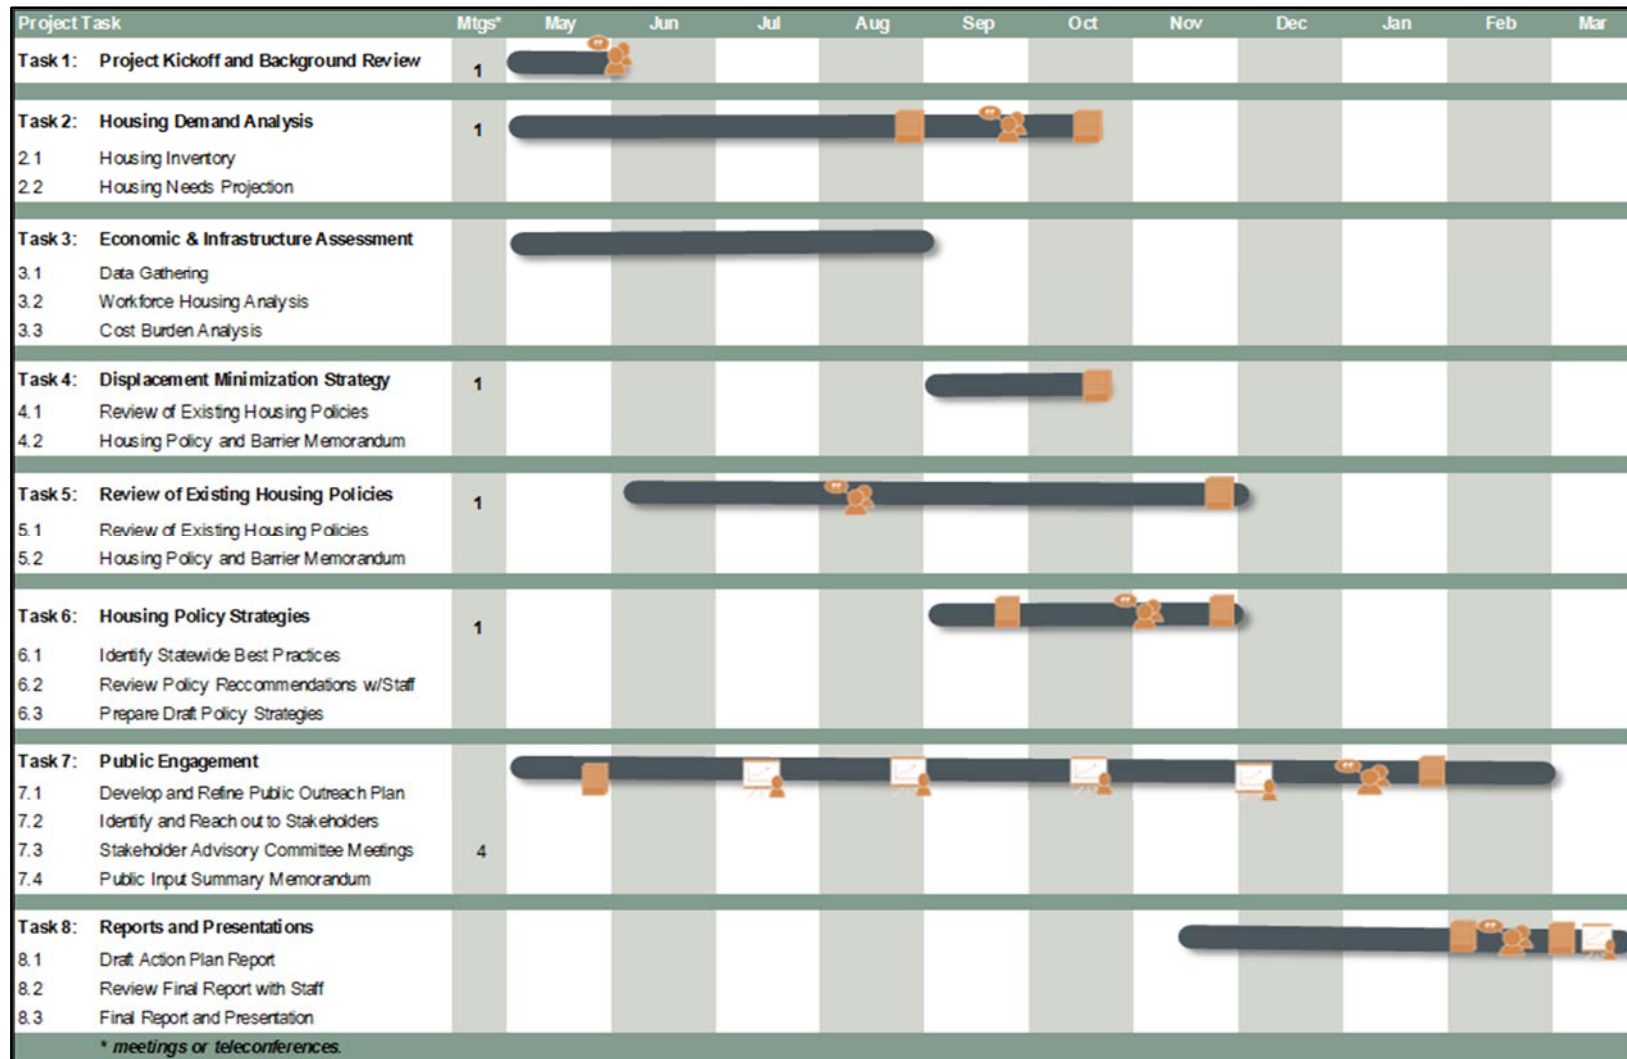 Project Task Mtgs* May Jun Jul Aug Sep Oct Nov Dec Jan Feb Mar
Task 1: Project Kickoff and Background Review 1
Task 2: Housing Demand Analysis 1
2.1 Housing Inventory
2.2 Housing Needs Projection
Task 3: Economic & Infrastructure Assessment
3.1 Data Gathering
3.2 Workforce Housing Analysis
3.3 Cost Burden Analysis
Task 4: Displacement Minimization Strategy 1
4.1 Review of Existing Housing Policies
4.2 Housing Policy and Barrier Memorandum
Task 5: Review of Existing Housing Policies 1
5.1 Review of Existing Housing Policies
5.2 Housing Policy and Barrier Memorandum
Task 6: Housing Policy Strategies 1
6.1 Identify Statewide Best Practices
6.2 Review Policy Reccommendations w/Staff
6.3 Prepare Draft Policy Strategies
Task 7: Public Engagement
7.1 Develop and Refine Public Outreach Plan
7.2 Identify and Reach out to Stakeholders
7.3 Stakeholder Advisory Committee Meetings 4
7.4 Public Input Summary Memorandum
Task 8: Reports and Presentations
8.1 Draft Action Plan Report
8.2 Review Final Report with Staff
8.3 Final Report and Presentation
* meetings or teleconferences.